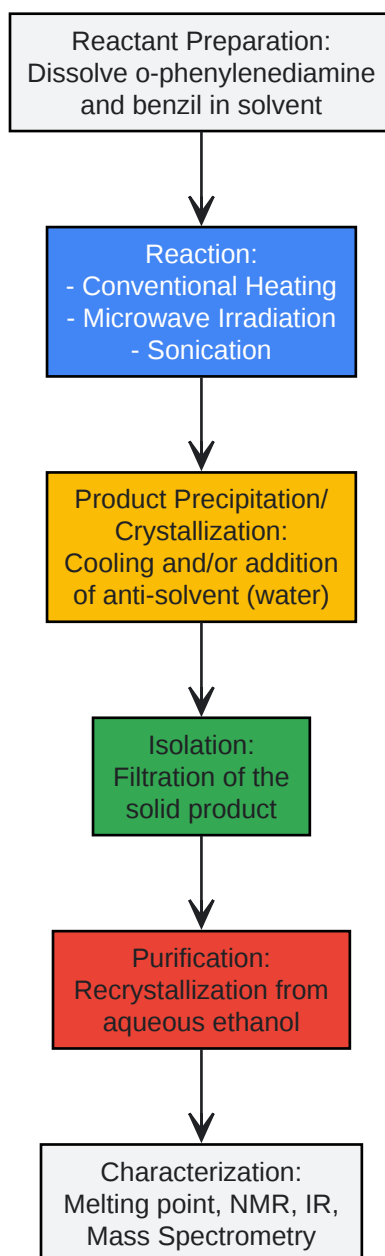 Reactant Preparation:
Dissolve o-phenylenediamine
and benzil in solvent
Reaction:
- Conventional Heating
- Microwave Irradiation
- Sonication
Product Precipitation/
Crystallization:
Cooling and/or addition
of anti-solvent (water)
Isolation:
Filtration of the
solid product
Purification:
Recrystallization from
aqueous ethanol
Characterization:
Melting point, NMR, IR,
Mass Spectrometry